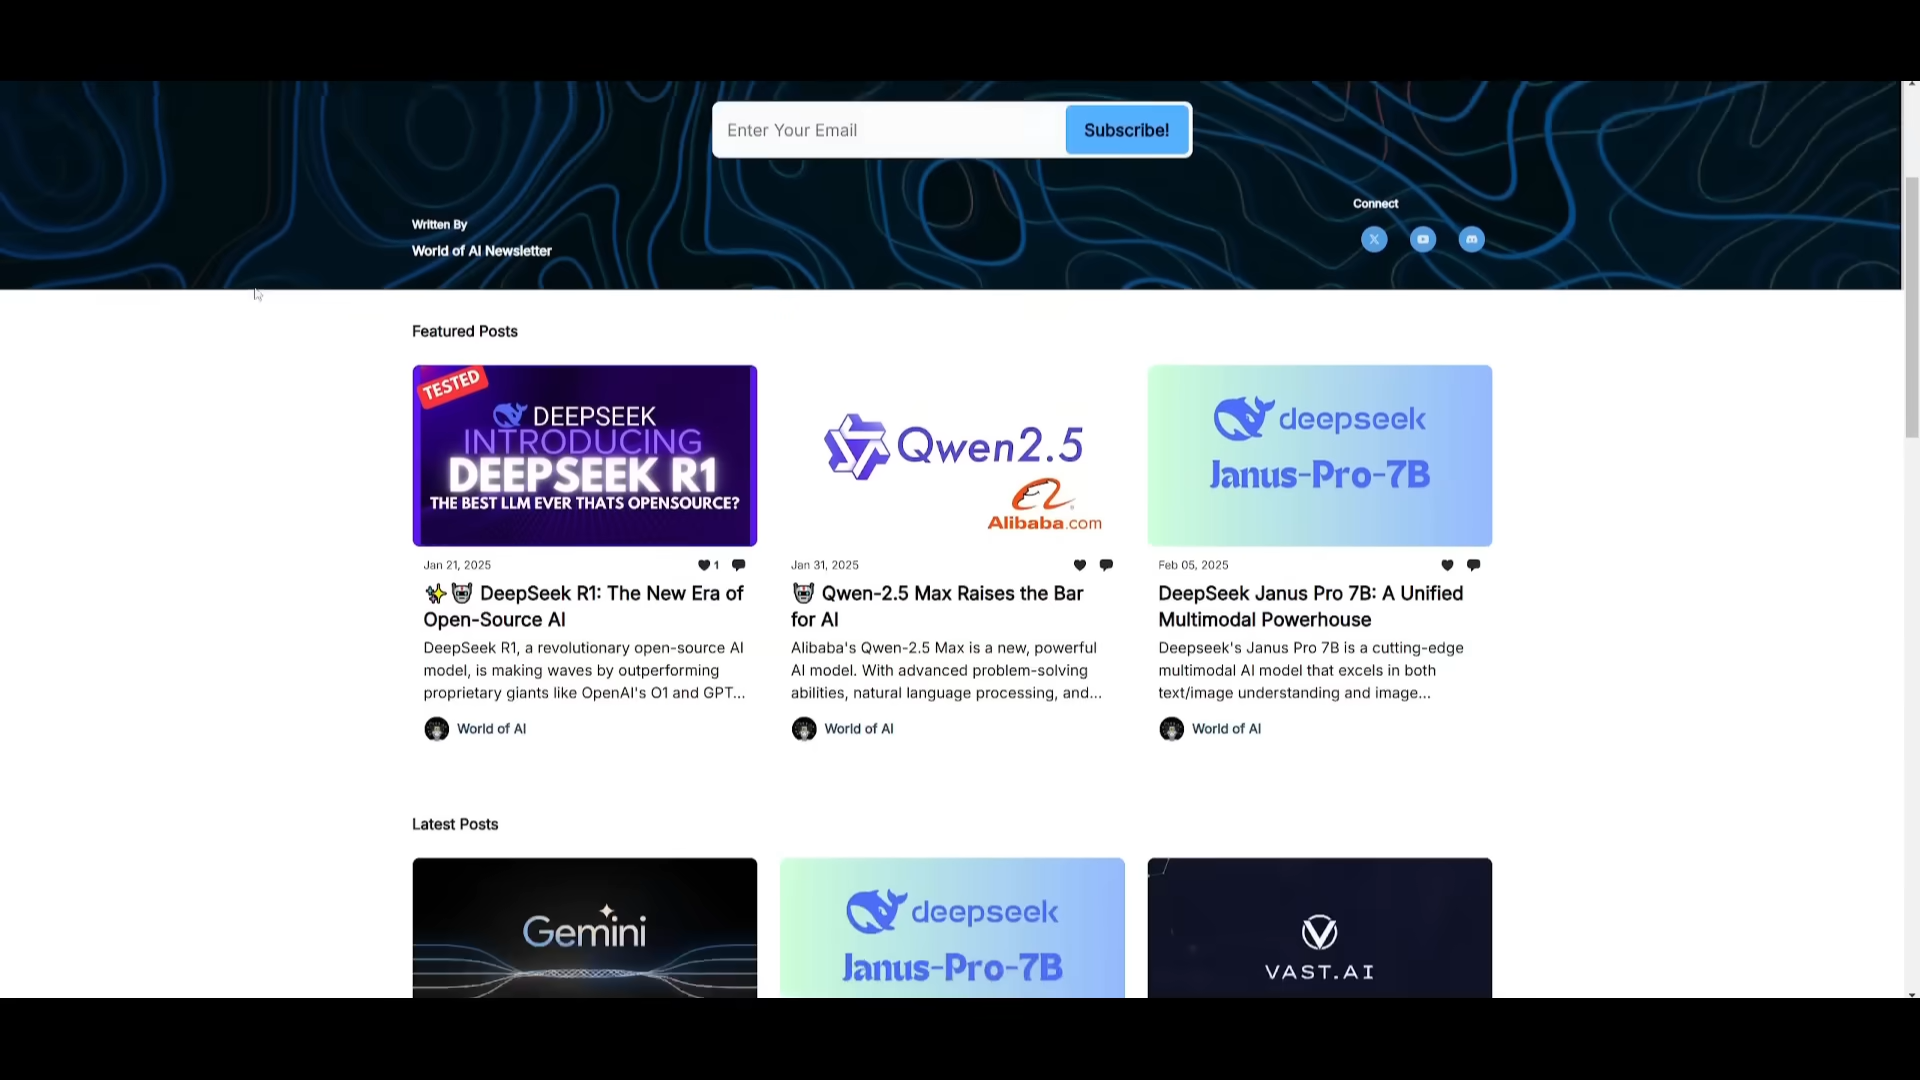 Enter Your Email
Subscribe!
Connect
Written By
World of AI Newsletter
Featured Posts
TESTED
DEEPSEEK
INTRODUCING
DEEPSEEK R1
THE BEST LLM EVER THATS OPENSOURCE?
Jan 21, 2025
1
DeepSeek R1: The New Era of
Open-Source AI
DeepSeek R1, a revolutionary open-source AI
model, is making waves by outperforming
proprietary giants like OpenAI's O1 and GPT...
World of AI
Qwen2.5
Alibaba.com
Jan 31, 2025
Qwen-2.5 Max Raises the Bar
for AI
Alibaba's Qwen-2.5 Max is a new, powerful
AI model. With advanced problem-solving
abilities, natural language processing, and...
World of AI
deepseek
Janus-Pro-7B
Feb 05, 2025
DeepSeek Janus Pro 7B: A Unified
Multimodal Powerhouse
Deepseek's Janus Pro 7B is a cutting-edge
multimodal AI model that excels in both
text/image understanding and image...
World of AI
Latest Posts
Gemini
deepseek
Janus-Pro-7B
VAST.AI